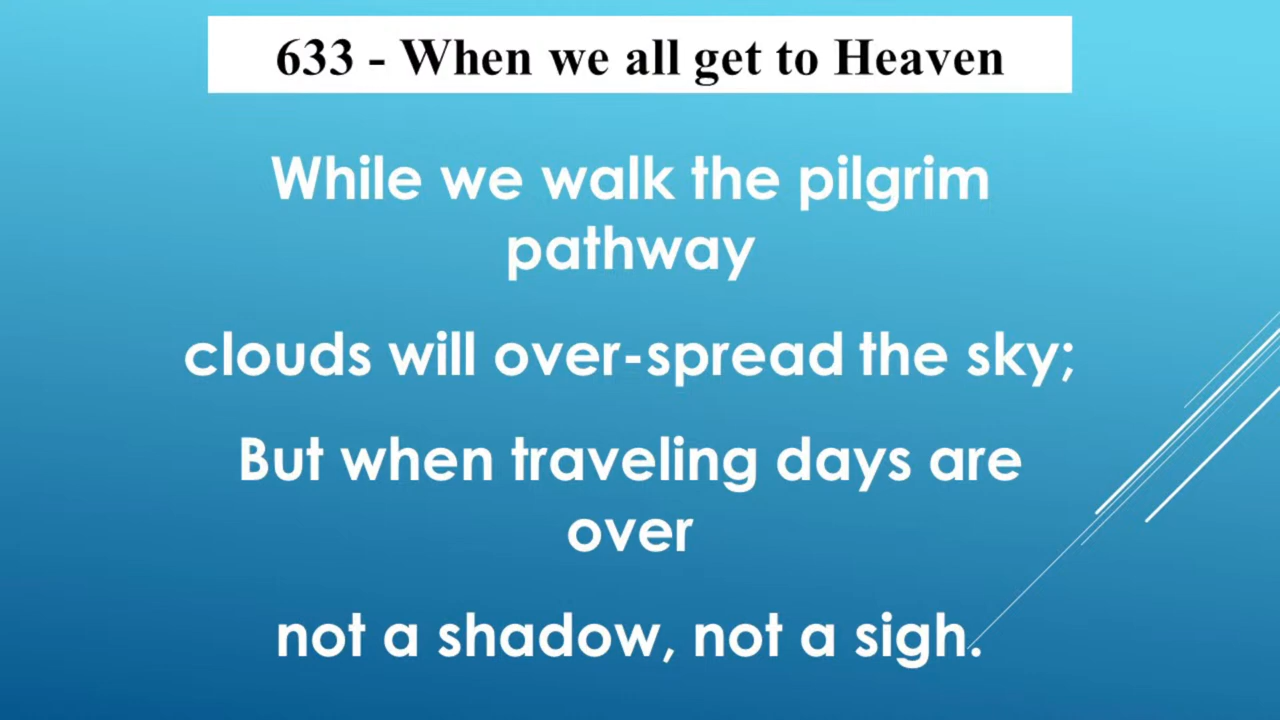 633 - When we all get to Heaven
While we walk the pilgrim
pathway
clouds will over-spread the sky;
But when traveling days are
over
not a shadow, not a sigh.